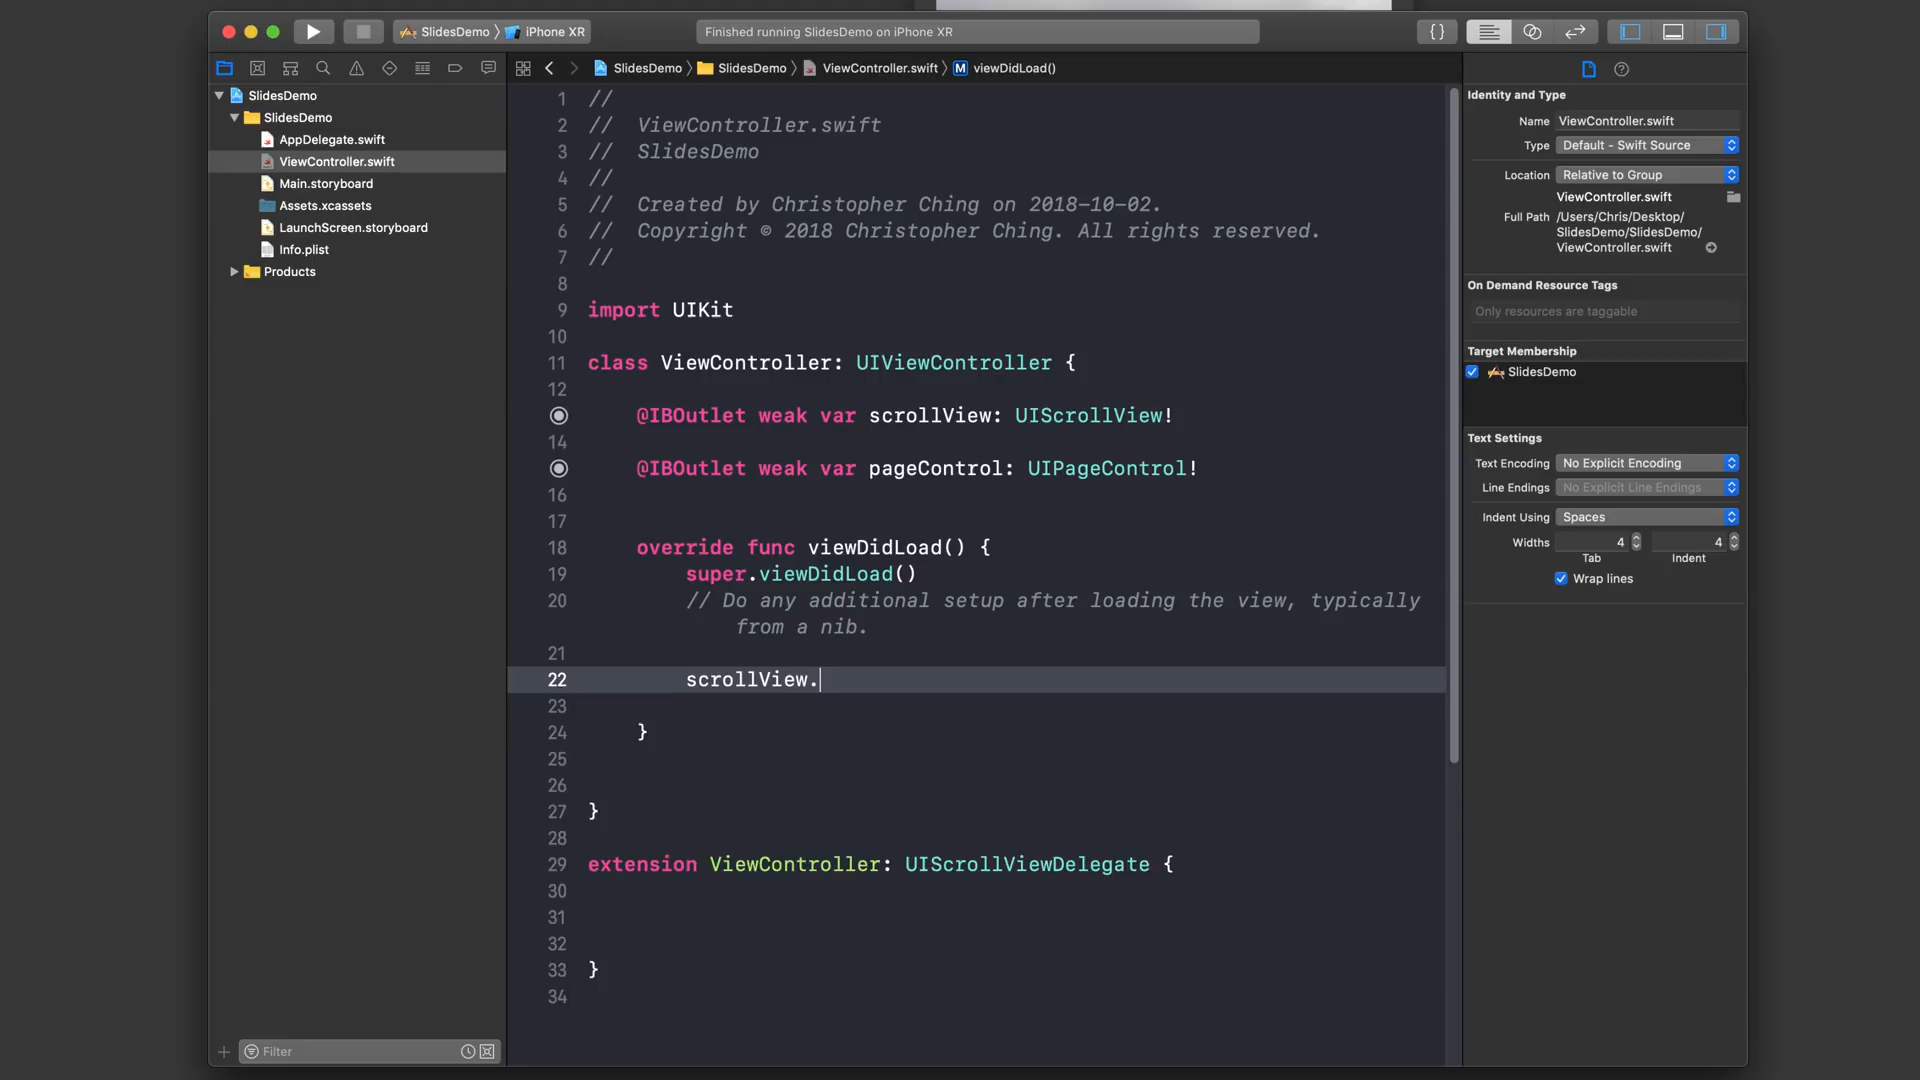 SlidesDemo 〉 iPhone XR
Finished running SlidesDemo on iPhone XR
{ }
SlidesDemo 〉 SlidesDemo 〉 ViewController.swift 〉 M viewDidLoad()
SlidesDemo
SlidesDemo
AppDelegate.swift
ViewController.swift
Main.storyboard
Assets.xcassets
LaunchScreen.storyboard
Info.plist
Products
Filter
1 //
2 //  ViewController.swift
3 //  SlidesDemo
4 //
5 //  Created by Christopher Ching on 2018-10-02.
6 //  Copyright © 2018 Christopher Ching. All rights reserved.
7 //
8
9 import UIKit
10
11 class ViewController: UIViewController {
12
@IBOutlet weak var scrollView: UIScrollView!
14
@IBOutlet weak var pageControl: UIPageControl!
16
17
18 override func viewDidLoad() {
19 super.viewDidLoad()
20 // Do any additional setup after loading the view, typically
from a nib.
21
22 scrollView.
23
24 }
25
26
27 }
28
29 extension ViewController: UIScrollViewDelegate {
30
31
32
33 }
34
Identity and Type
Name ViewController.swift
Type Default - Swift Source
Location Relative to Group
ViewController.swift
Full Path /Users/Chris/Desktop/
SlidesDemo/SlidesDemo/
ViewController.swift
On Demand Resource Tags
Only resources are taggable
Target Membership
SlidesDemo
Text Settings
Text Encoding No Explicit Encoding
Line Endings No Explicit Line Endings
Indent Using Spaces
Widths 4 4
Tab Indent
Wrap lines